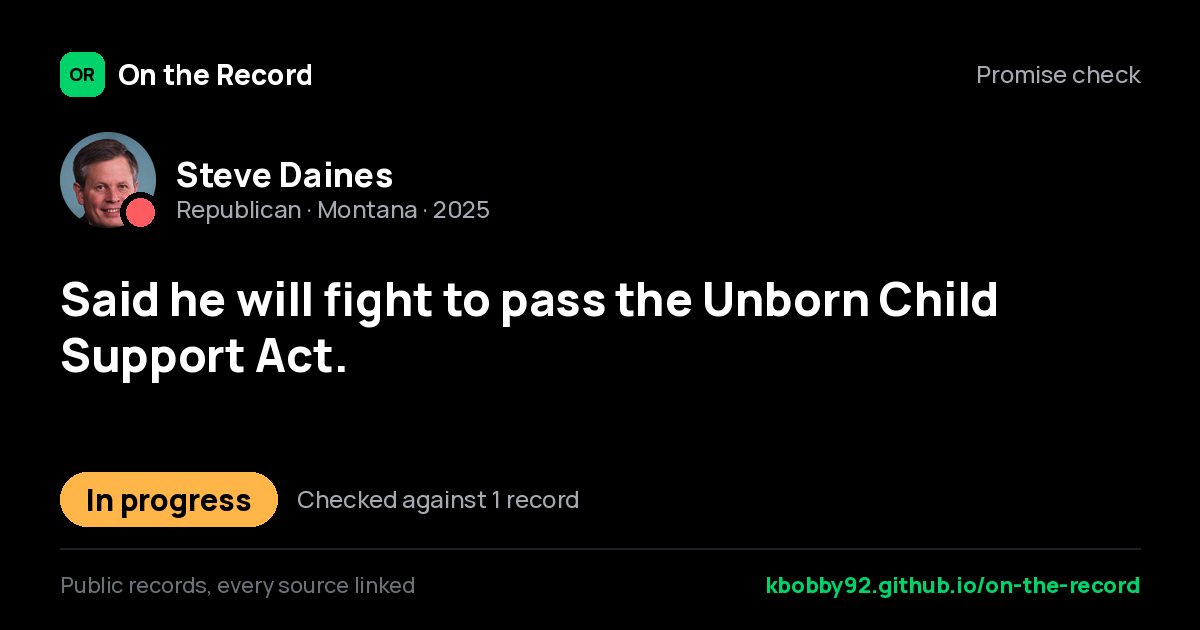 OR On the Record
Promise check
Steve Daines
Republican · Montana · 2025
Said he will fight to pass the Unborn Child
Support Act.
In progress
Checked against 1 record
Public records, every source linked
kbobby92.github.io/on-the-record